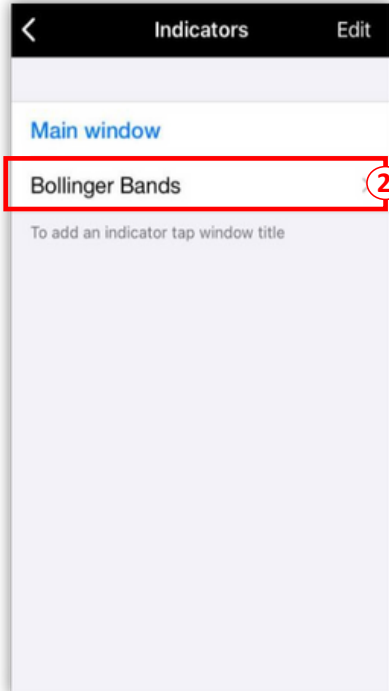 Indicators Edit
Main window
Bollinger Bands 2
To add an indicator tap window title